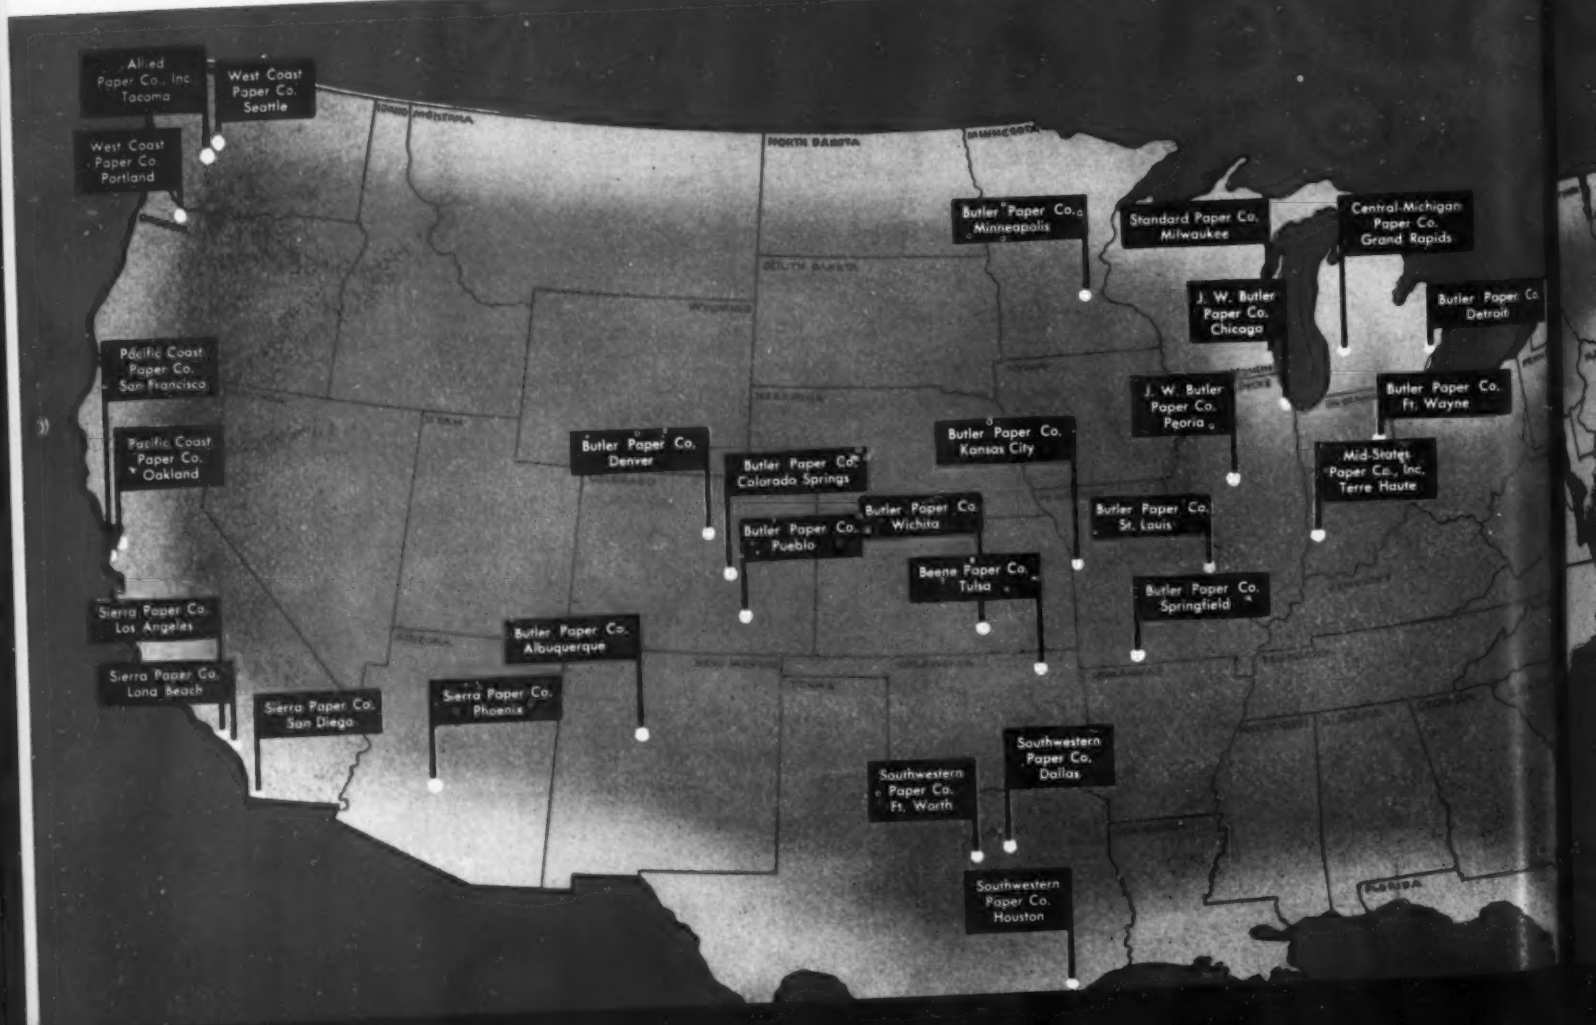 Allied
Paper Co., Inc.
Tacoma
West Coast
Paper Co.
Seattle
West Coast
Paper Co.
Portland
IDAHO
MONTANA
NORTH DAKOTA
MINNESOTA
Butler Paper Co.
Minneapolis
Standard Paper Co.
Milwaukee
Central-Michigan
Paper Co.
Grand Rapids
SOUTH DAKOTA
J. W. Butler
Paper Co.
Chicago
Butler Paper Co.
Detroit
Pacific Coast
Paper Co.
San Francisco
NEBRASKA
J. W. Butler
Paper Co.
Peoria
Butler Paper Co.
Ft. Wayne
UTAH
Pacific Coast
Paper Co.
Oakland
Butler Paper Co.
Denver
Butler Paper Co.
Colorado Springs
Butler Paper Co.
Kansas City
Mid-States
Paper Co., Inc.
Terre Haute
Butler Paper Co.
Pueblo
Butler Paper Co.
Wichita
Butler Paper Co.
St. Louis
Beene Paper Co.
Tulsa
Butler Paper Co.
Springfield
Sierra Paper Co.
Los Angeles
Butler Paper Co.
Albuquerque
Sierra Paper Co.
Long Beach
Sierra Paper Co.
San Diego
Sierra Paper Co.
Phoenix
Southwestern
Paper Co.
Dallas
Southwestern
Paper Co.
Ft. Worth
Southwestern
Paper Co.
Houston
FLORIDA